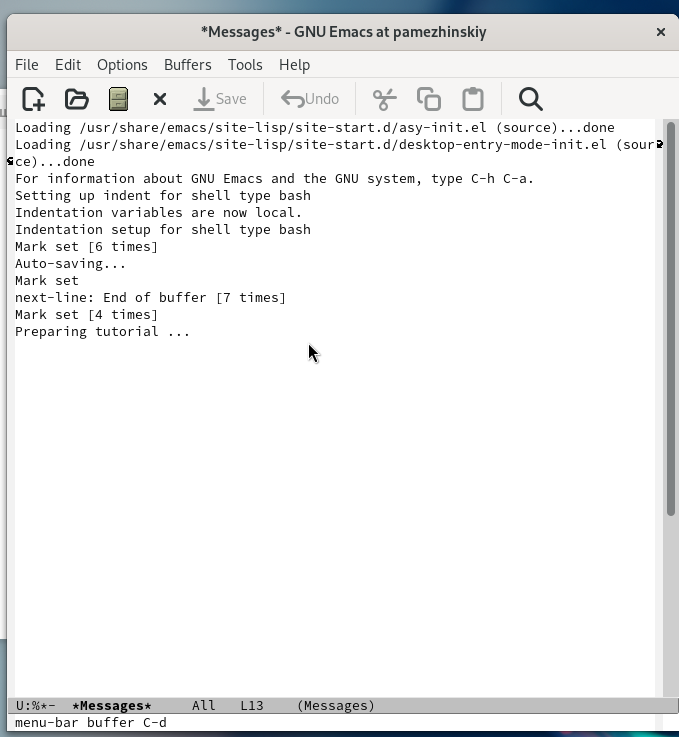 *Messages* - GNU Emacs at pamezhinskiy
File Edit Options Buffers Tools Help
Save Undo
Loading /usr/share/emacs/site-lisp/site-start.d/asy-init.el (source)...done
Loading /usr/share/emacs/site-lisp/site-start.d/desktop-entry-mode-init.el (sour
ce)...done
For information about GNU Emacs and the GNU system, type C-h C-a.
Setting up indent for shell type bash
Indentation variables are now local.
Indentation setup for shell type bash
Mark set [6 times]
Auto-saving...
Mark set
next-line: End of buffer [7 times]
Mark set [4 times]
Preparing tutorial ...
U:%*- *Messages* All L13 (Messages)
menu-bar buffer C-d